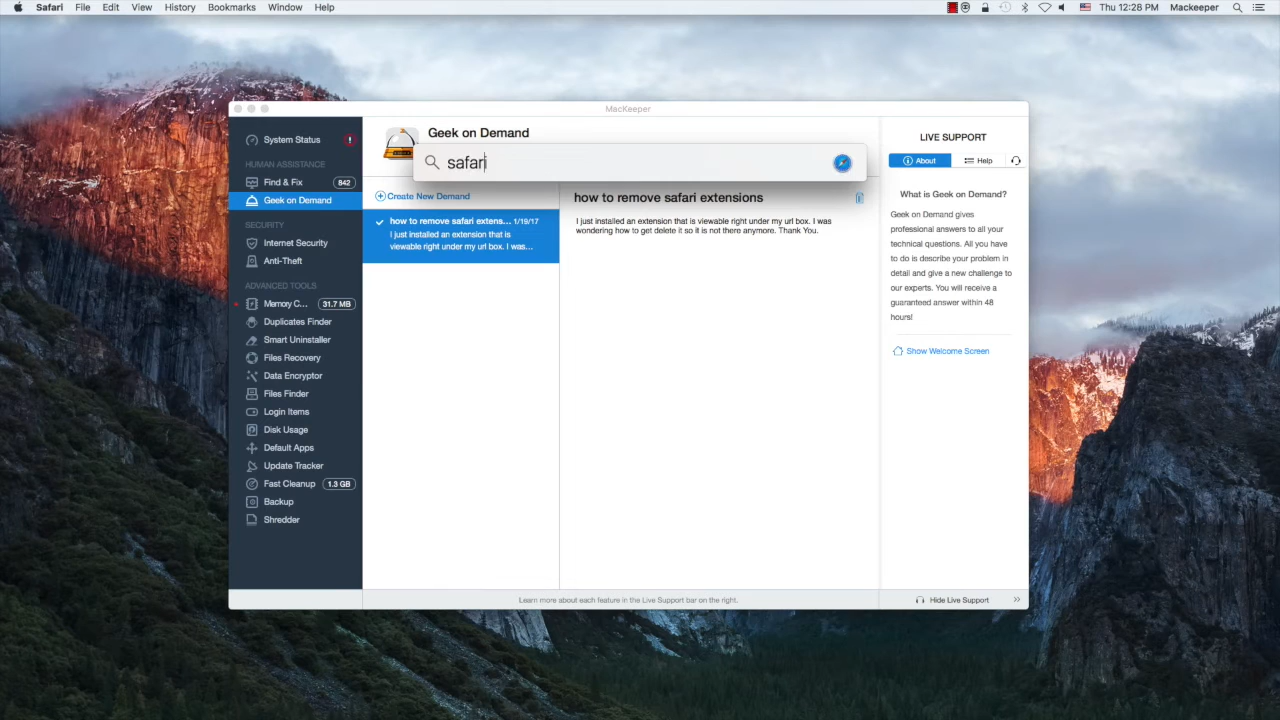 Safari File Edit View History Bookmarks Window Help Thu 12:28 PM Mackeeper
MacKeeper
System Status !
HUMAN ASSISTANCE
Find & Fix 842
Geek on Demand
SECURITY
Internet Security
Anti-Theft
ADVANCED TOOLS
Memory C... 31.7 MB
Duplicates Finder
Smart Uninstaller
Files Recovery
Data Encryptor
Files Finder
Login Items
Disk Usage
Default Apps
Update Tracker
Fast Cleanup 1.3 GB
Backup
Shredder
Geek on Demand
safari
Create New Demand
how to remove safari extens... 1/19/17
I just installed an extension that is
viewable right under my url box. I was...
how to remove safari extensions
I just installed an extension that is viewable right under my url box. I was
wondering how to get delete it so it is not there anymore. Thank You.
LIVE SUPPORT
About Help
What is Geek on Demand?
Geek on Demand gives
professional answers to all your
technical questions. All you have
to do is describe your problem in
detail and give a new challenge to
our experts. You will receive a
guaranteed answer within 48
hours!
Show Welcome Screen
Learn more about each feature in the Live Support bar on the right.
Hide Live Support